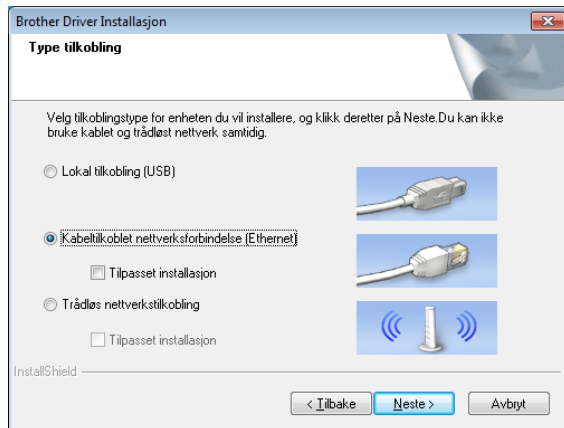 Brother Driver Installasjon
Type tilkobling
Velg tilkoblingstype for enheten du vil installere, og klikk deretter på Neste.Du kan ikke
bruke kablet og trådløst nettverk samtidig.
Lokal tilkobling (USB)
Kabeltilkoblet nettverksforbindelse (Ethernet)
Tilpasset installasjon
Trådløs nettverkstilkobling
Tilpasset installasjon
InstallShield
< Tilbake Neste > Avbryt